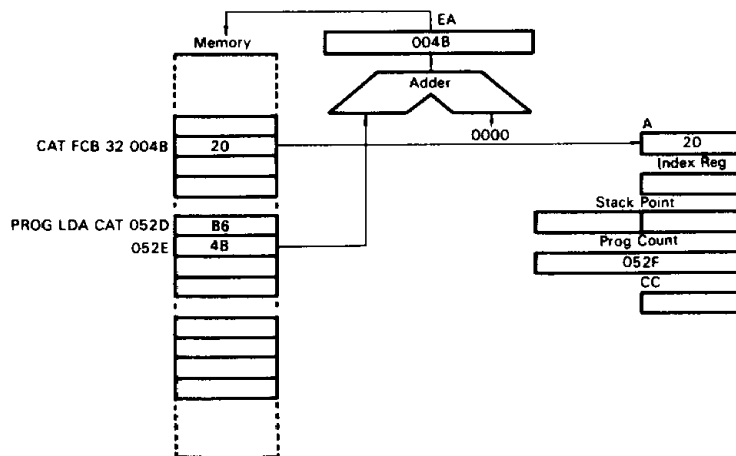 EA
Memory
004B
Adder
A
0000
CAT FCB 32 004B
20
20
Index Reg
Stack Point
PROG LDA CAT 052D
B6
Prog Count
052E
4B
052F
CC